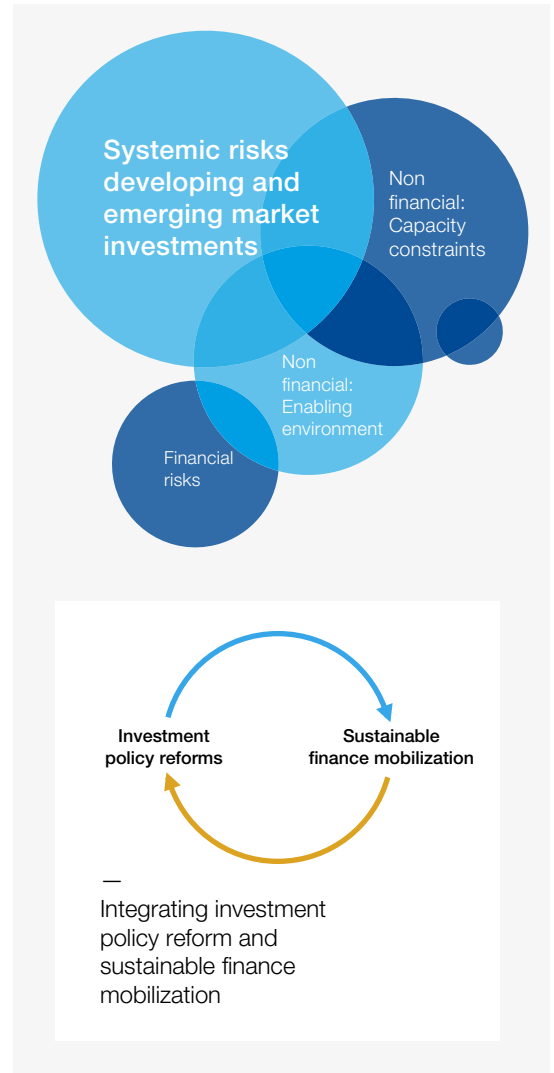 Systemic risks
developing and
emerging market
investments
Non
financial:
Capacity
constraints
Non
financial:
Enabling
environment
Financial
risks
Investment
policy reforms
Sustainable
finance mobilization
—
Integrating investment
policy reform and
sustainable finance
mobilization